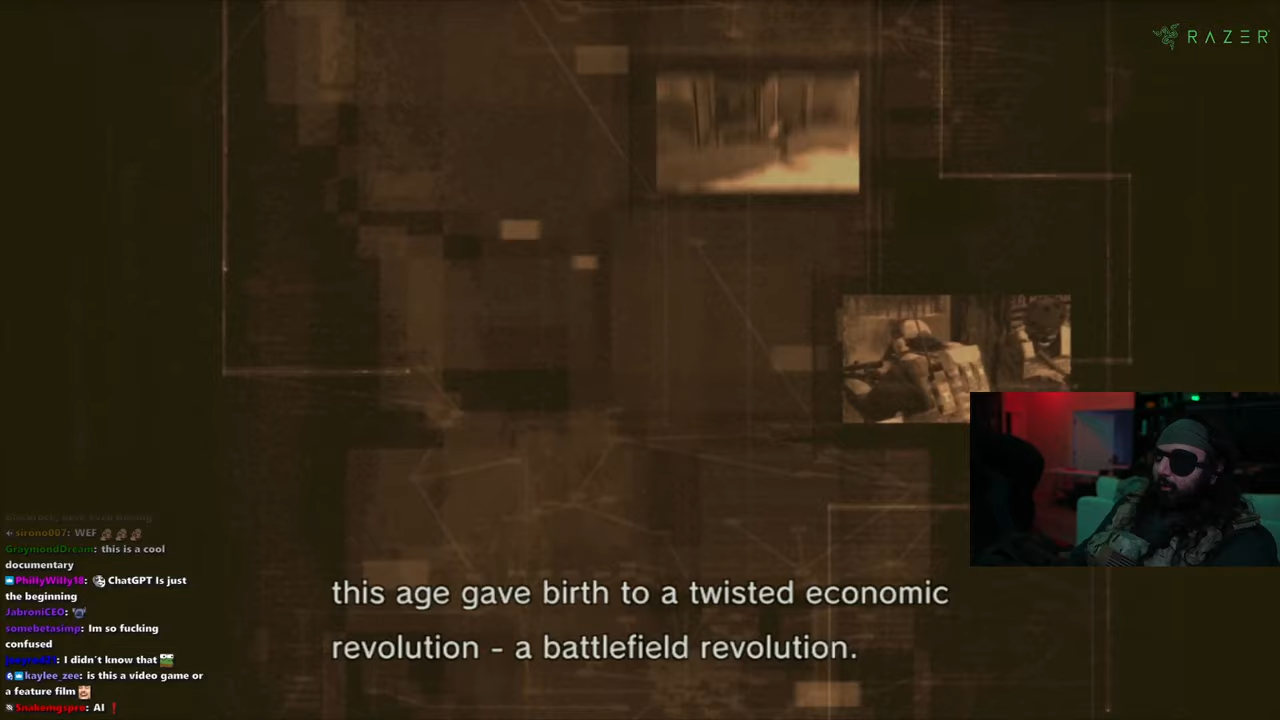 RAZER
sirono007: WEF
GraymondDream: this is a cool
documentary
PhillyWilly18: ChatGPT Is just
the beginning
JabroniCEO:
somebetasimp: Im so fucking
confused
: I didn't know that
kaylee_zee: is this a video game or
a feature film
Snakemgspro: AI
this age gave birth to a twisted economic
revolution - a battlefield revolution.